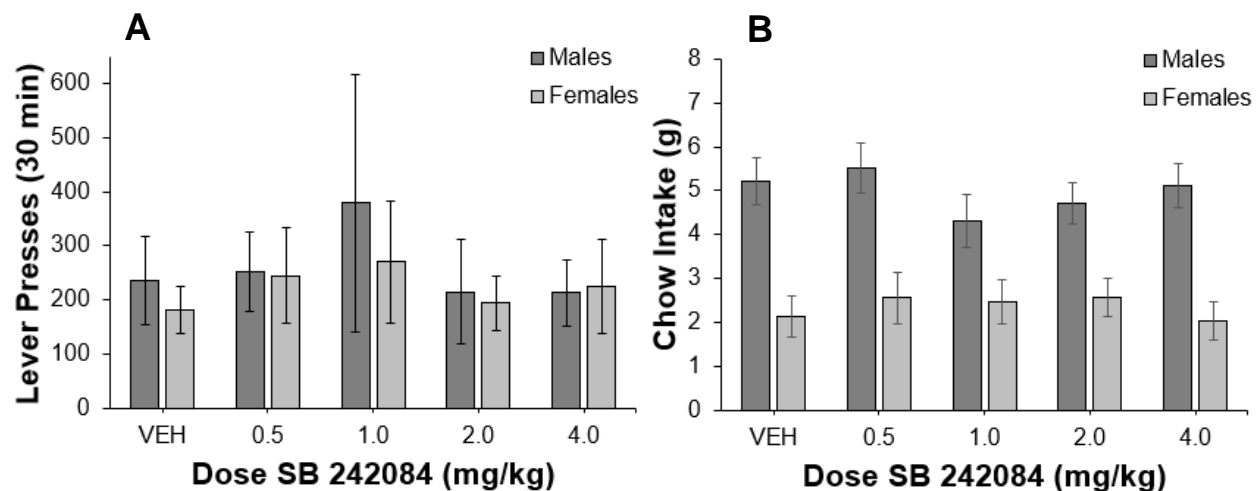 A
Males
Females
Lever Presses (30 min)
600
500
400
300
200
100
0
VEH 0.5 1.0 2.0 4.0
Dose SB 242084 (mg/kg)
B
Males
Females
Chow Intake (g)
8
7
6
5
4
3
2
1
0
VEH 0.5 1.0 2.0 4.0
Dose SB 242084 (mg/kg)